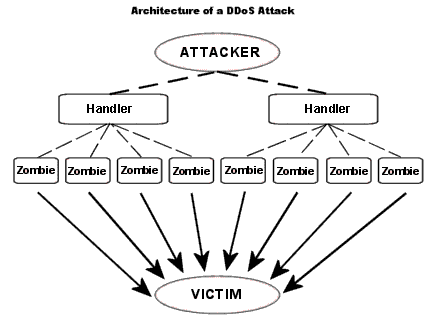 Architecture of a DDoS Attack
ATTACKER
Handler Handler
Zombie Zombie Zombie Zombie Zombie Zombie Zombie Zombie
VICTIM